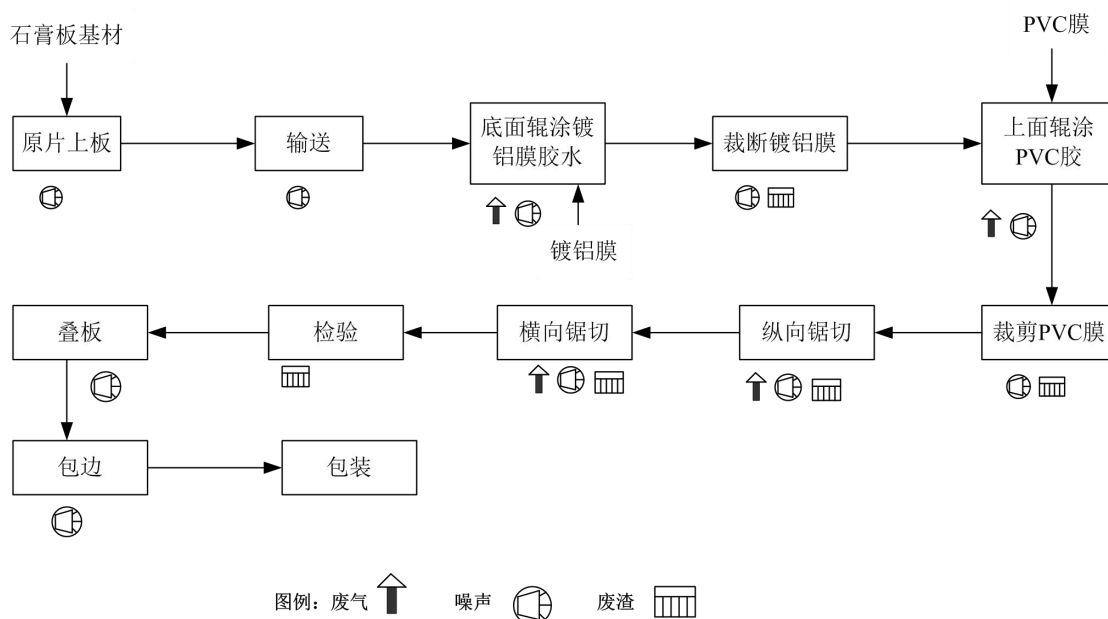 石膏板基材
PVC膜
原片上板
输送
底面辊涂镀
铝膜胶水
裁断镀铝膜
上面辊涂
PVC胶
镀铝膜
叠板
检验
横向锯切
纵向锯切
裁剪PVC膜
包边
包装
图例：废气
噪声
废渣